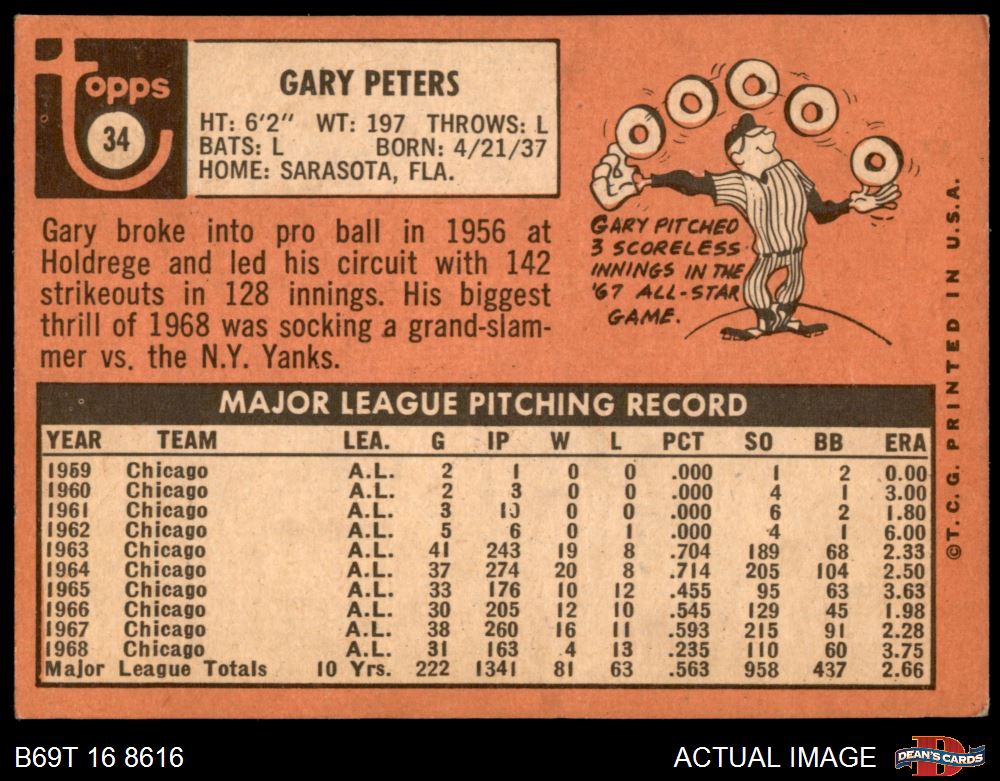 topps
34
GARY PETERS
HT: 6'2" WT: 197 THROWS: L
BATS: L BORN: 4/21/37
HOME: SARASOTA, FLA.
Gary broke into pro ball in 1956 at
Holdrege and led his circuit with 142
strikeouts in 128 innings. His biggest
thrill of 1968 was socking a grand-slam-
mer vs. the N.Y. Yanks.
GARY PITCHED
3 SCORELESS
INNINGS IN THE
'67 ALL-STAR
GAME.
MAJOR LEAGUE PITCHING RECORD
YEAR TEAM LEA. G IP W L PCT SO BB ERA
1959 Chicago A.L. 2 1 0 0 .000 1 2 0.00
1960 Chicago A.L. 2 3 0 0 .000 4 1 3.00
1961 Chicago A.L. 3 10 0 0 .000 6 2 1.80
1962 Chicago A.L. 5 6 0 1 .000 4 1 6.00
1963 Chicago A.L. 41 243 19 8 .704 189 68 2.33
1964 Chicago A.L. 37 274 20 8 .714 205 104 2.50
1965 Chicago A.L. 33 176 10 12 .455 95 63 3.63
1966 Chicago A.L. 30 205 12 10 .545 129 45 1.98
1967 Chicago A.L. 38 260 16 11 .593 215 91 2.28
1968 Chicago A.L. 31 163 4 13 .235 110 60 3.75
Major League Totals 10 Yrs. 222 1341 81 63 .563 958 437 2.66
©T.C.G. PRINTED IN U.S.A.
B69T 16 8616
ACTUAL IMAGE
D
DEAN'S CARDS